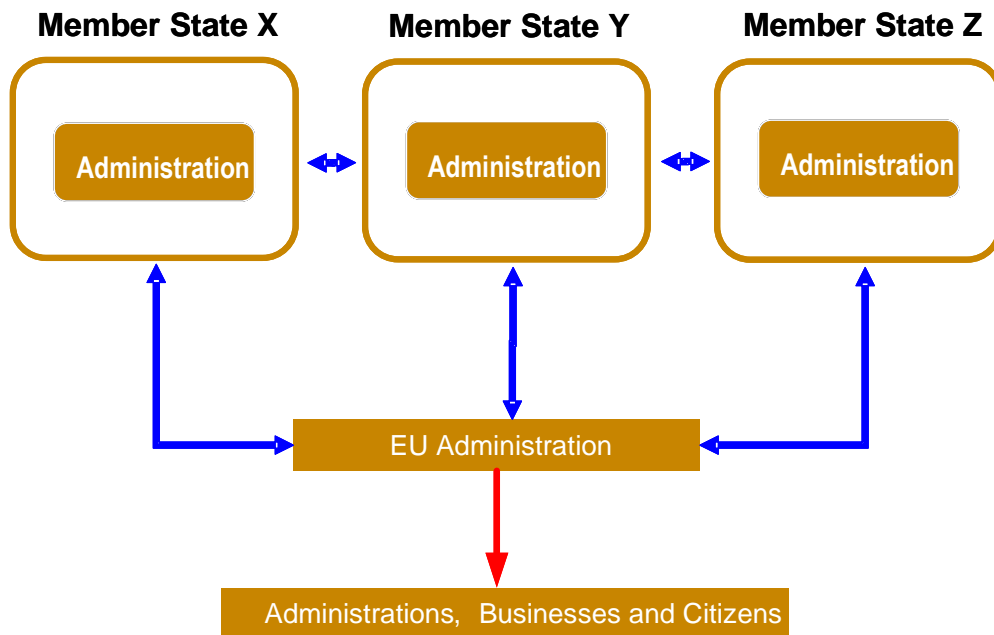 Member State X
Member State Y
Member State Z
Administration
Administration
Administration
EU Administration
Administrations, Businesses and Citizens